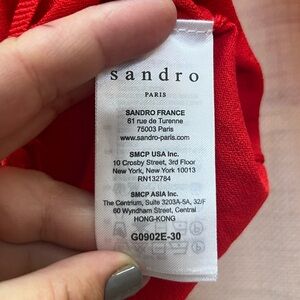 sandro
PARIS
SANDRO FRANCE
61 rue de Turenne
75003 Paris
www.sandro-paris.com
SMCP USA Inc.
10 Crosby Street, 3rd Floor
New York, New York 10013
RN132784
SMCP ASIA Inc.
The Centrium, Suite 3203A-5A, 32/F
60 Wyndham Street, Central
HONG-KONG
G0902E-30